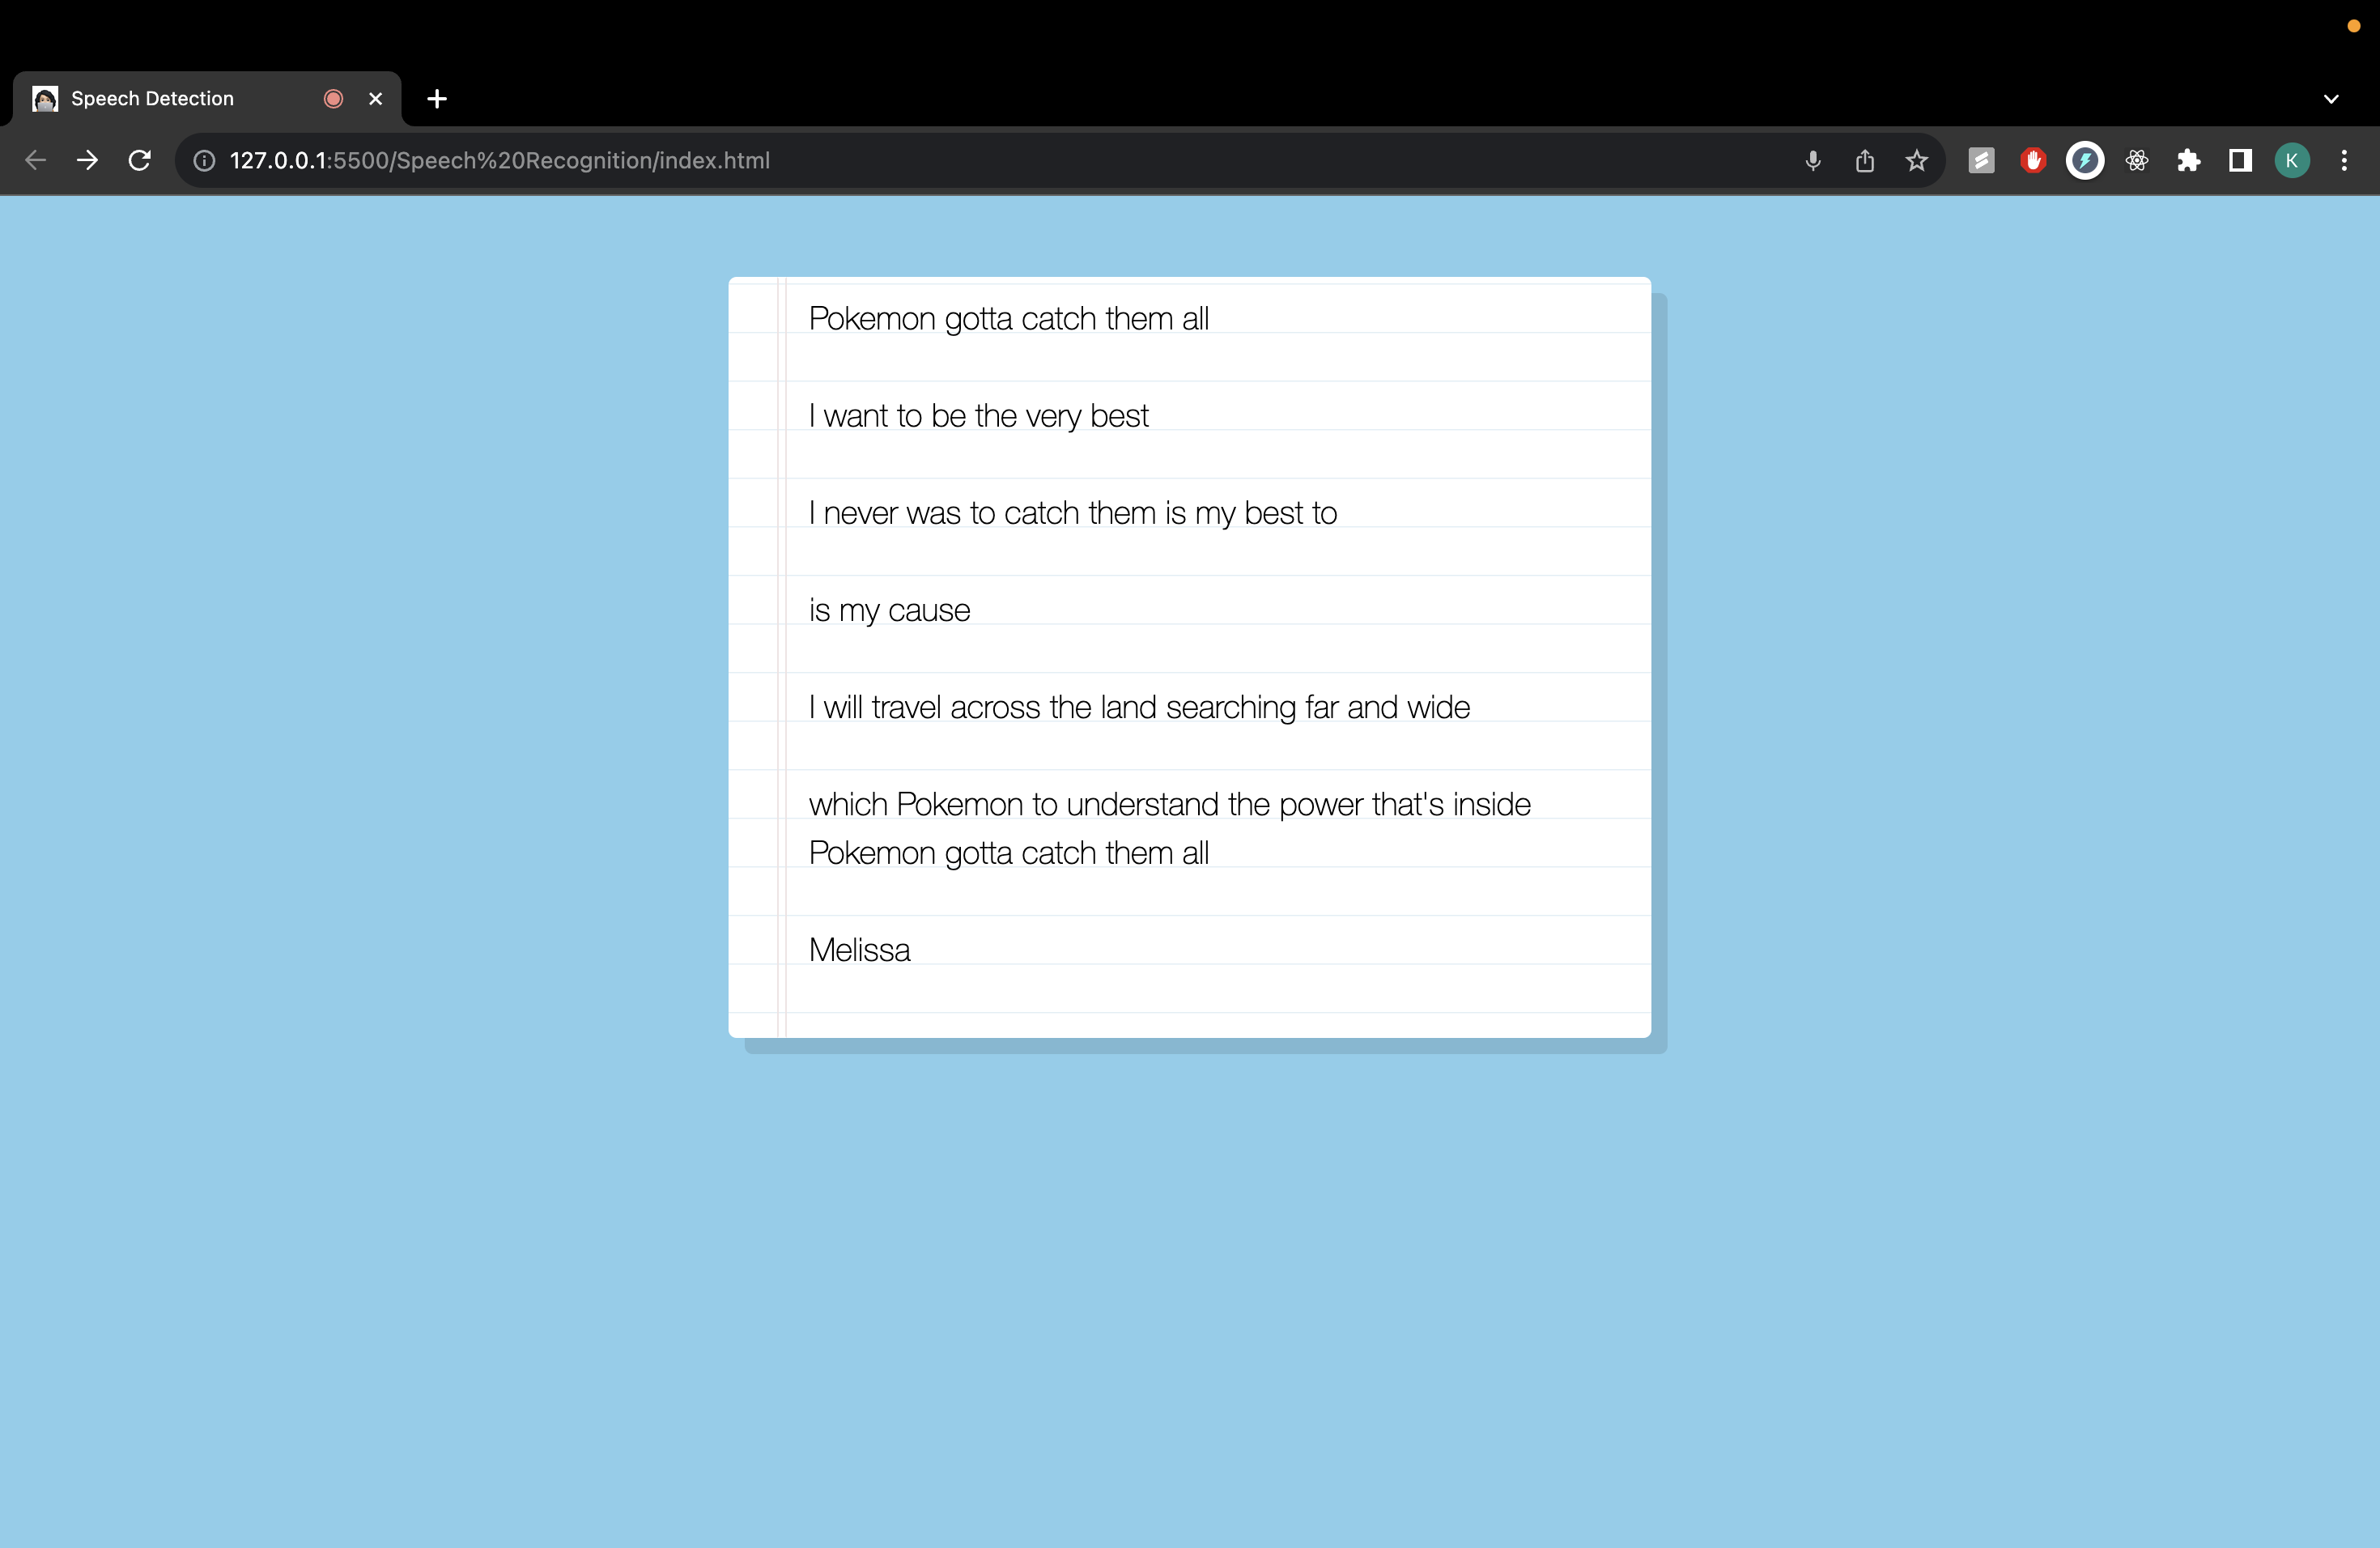 Speech Detection
127.0.0.1:5500/Speech%20Recognition/index.html
K
Pokemon gotta catch them all
I want to be the very best
I never was to catch them is my best to
is my cause
I will travel across the land searching far and wide
which Pokemon to understand the power that's inside
Pokemon gotta catch them all
Melissa